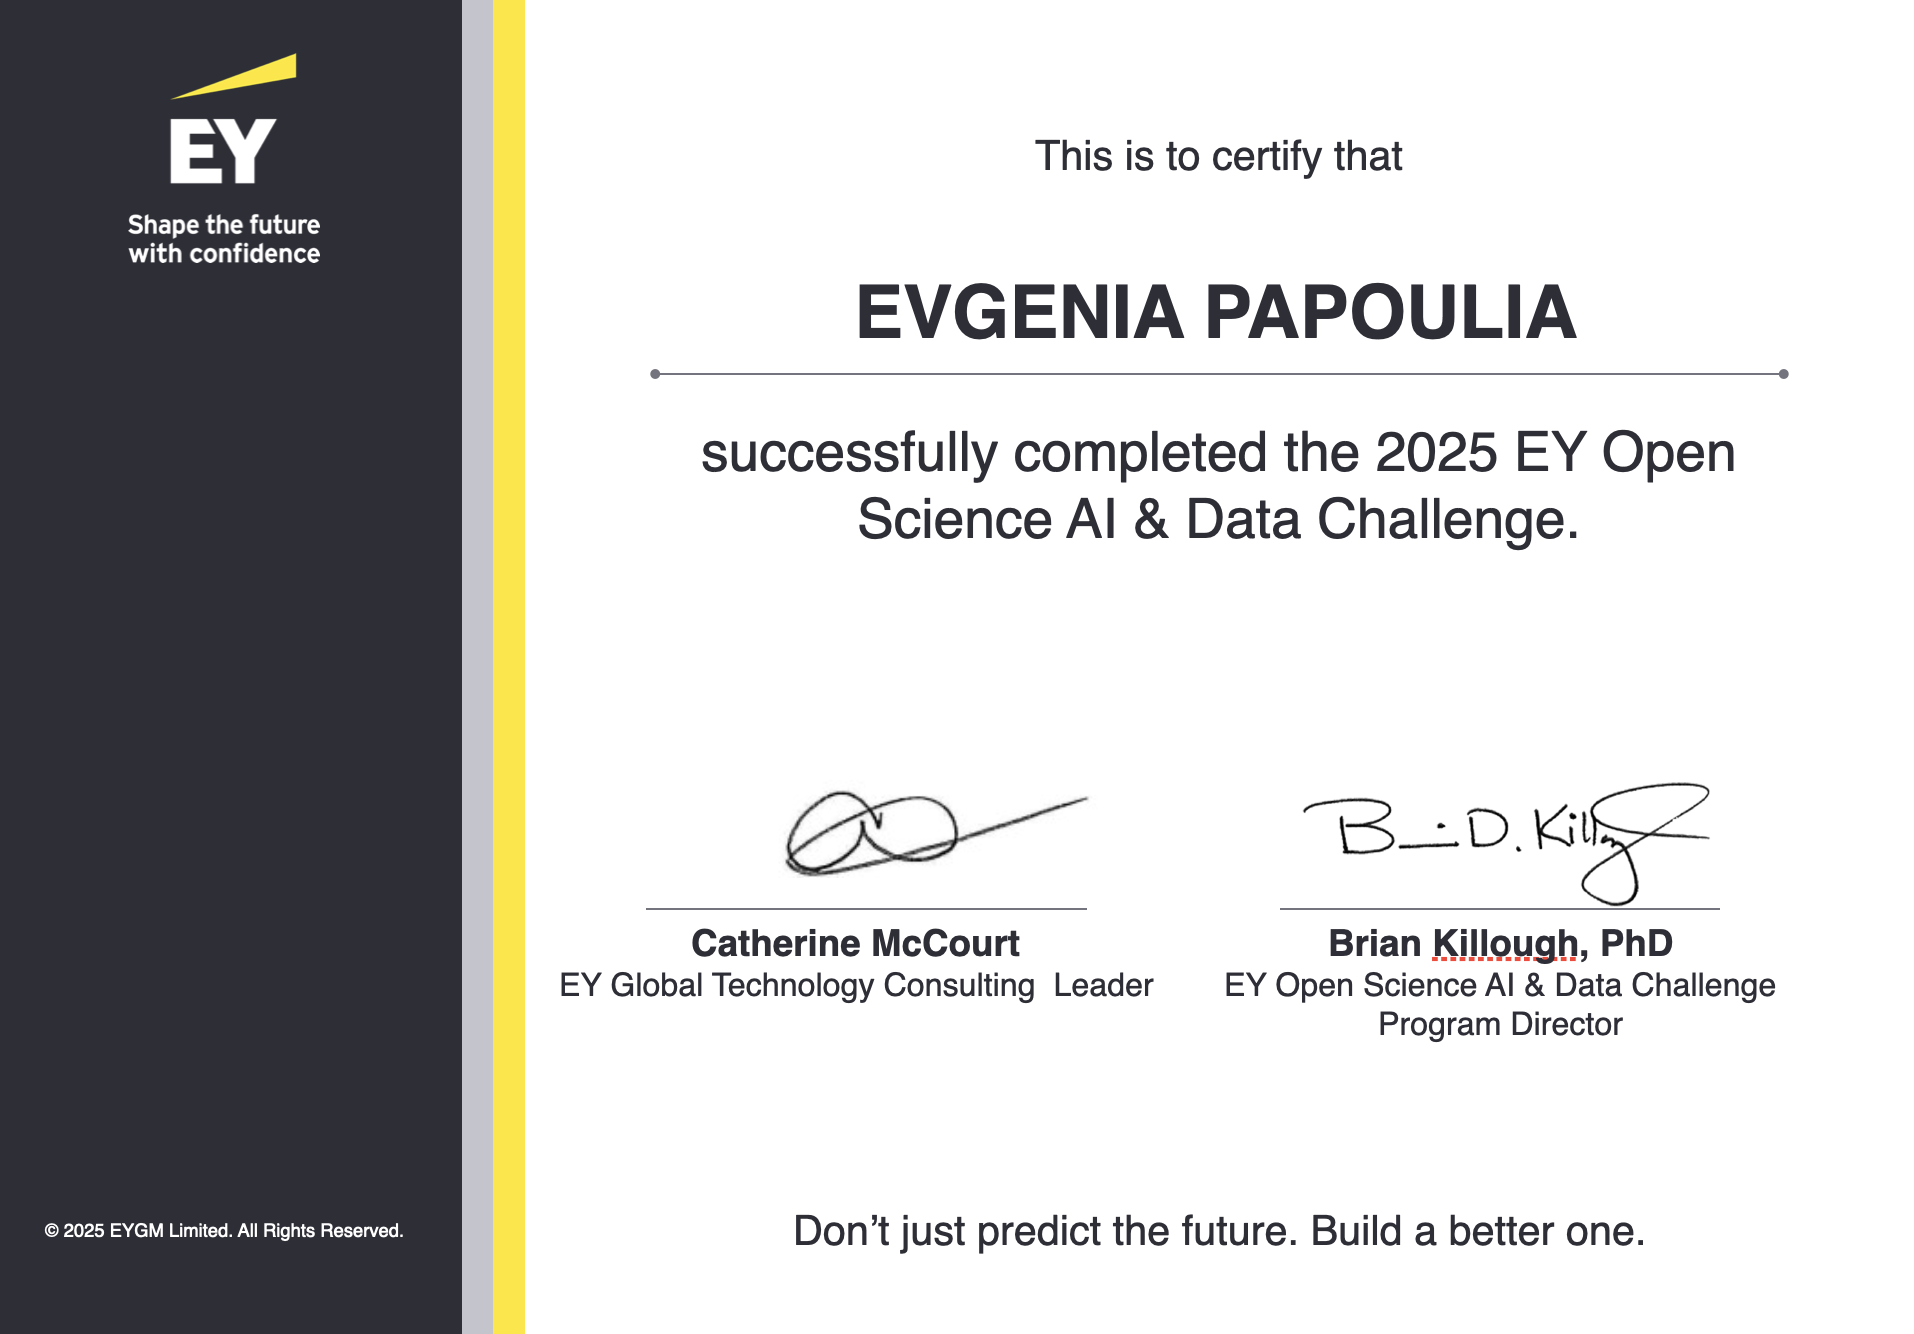 EY
Shape the future
with confidence
This is to certify that
EVGENIA PAPOULIA
successfully completed the 2025 EY Open
Science AI & Data Challenge.
Brian D. Killough
Catherine McCourt
EY Global Technology Consulting  Leader
Brian Killough, PhD
EY Open Science AI & Data Challenge
Program Director
© 2025 EYGM Limited. All Rights Reserved.
Don’t just predict the future. Build a better one.